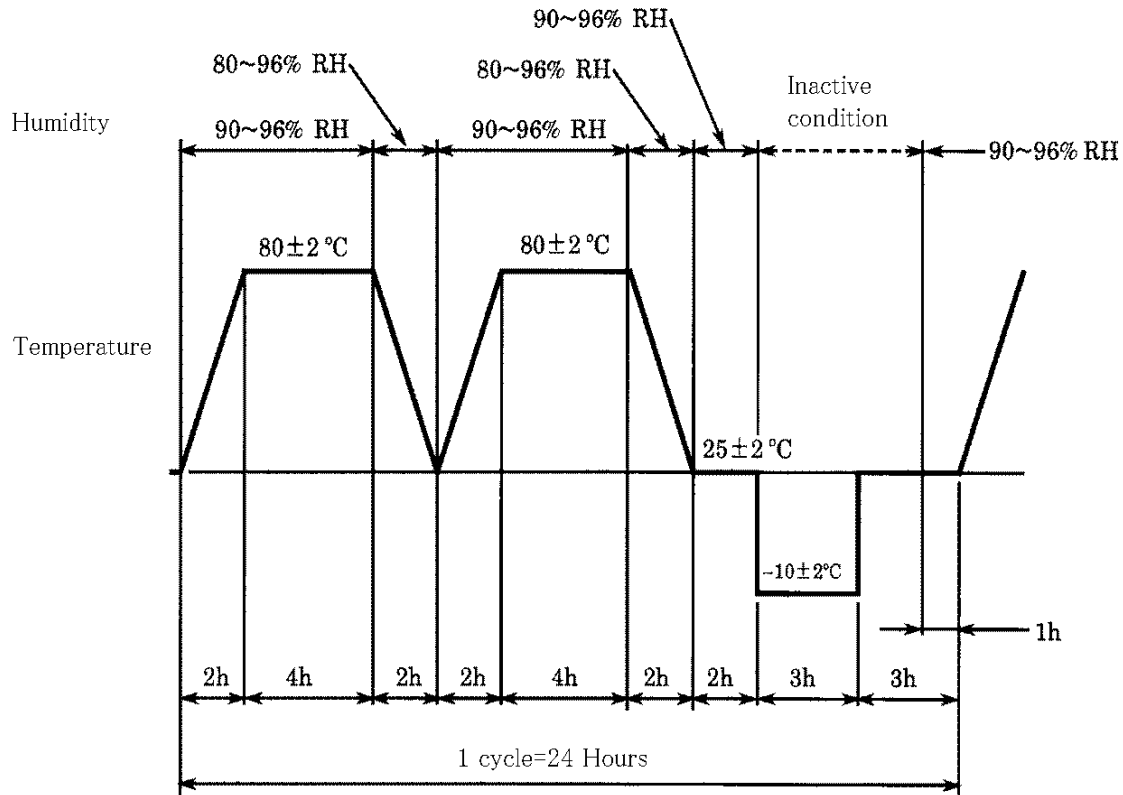 90~96% RH
80~96% RH
80~96% RH
Inactive
condition
Humidity
90~96% RH
90~96% RH
90~96% RH
80±2 ℃
80±2 ℃
Temperature
25±2 ℃
-10±2℃
1h
2h 4h 2h 2h 4h 2h 2h 3h 3h
1 cycle=24 Hours